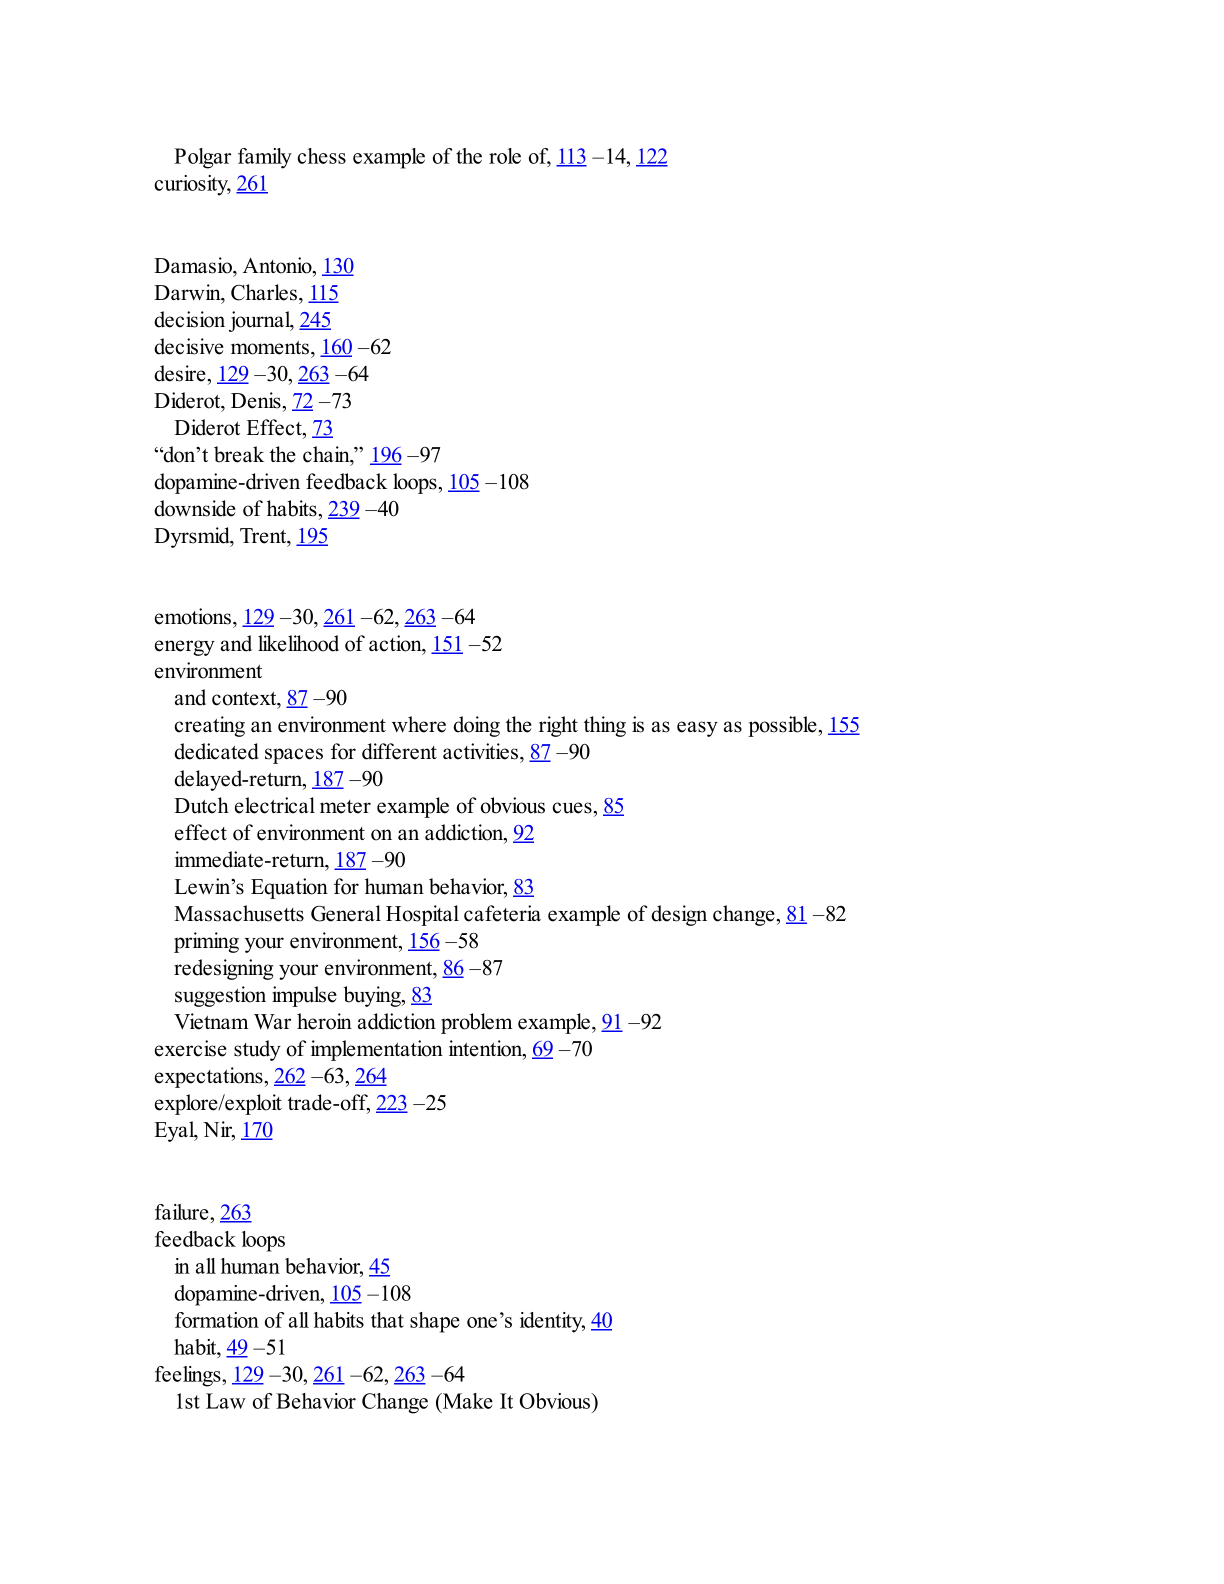 Polgar family chess example of the role of, 113 –14, 122
curiosity, 261
Damasio, Antonio, 130
Darwin, Charles, 115
decision journal, 245
decisive moments, 160 –62
desire, 129 –30, 263 –64
Diderot, Denis, 72 –73
Diderot Effect, 73
“don’t break the chain,” 196 –97
dopamine-driven feedback loops, 105 –108
downside of habits, 239 –40
Dyrsmid, Trent, 195
emotions, 129 –30, 261 –62, 263 –64
energy and likelihood of action, 151 –52
environment
and context, 87 –90
creating an environment where doing the right thing is as easy as possible, 155
dedicated spaces for different activities, 87 –90
delayed-return, 187 –90
Dutch electrical meter example of obvious cues, 85
effect of environment on an addiction, 92
immediate-return, 187 –90
Lewin’s Equation for human behavior, 83
Massachusetts General Hospital cafeteria example of design change, 81 –82
priming your environment, 156 –58
redesigning your environment, 86 –87
suggestion impulse buying, 83
Vietnam War heroin addiction problem example, 91 –92
exercise study of implementation intention, 69 –70
expectations, 262 –63, 264
explore/exploit trade-off, 223 –25
Eyal, Nir, 170
failure, 263
feedback loops
in all human behavior, 45
dopamine-driven, 105 –108
formation of all habits that shape one’s identity, 40
habit, 49 –51
feelings, 129 –30, 261 –62, 263 –64
1st Law of Behavior Change (Make It Obvious)